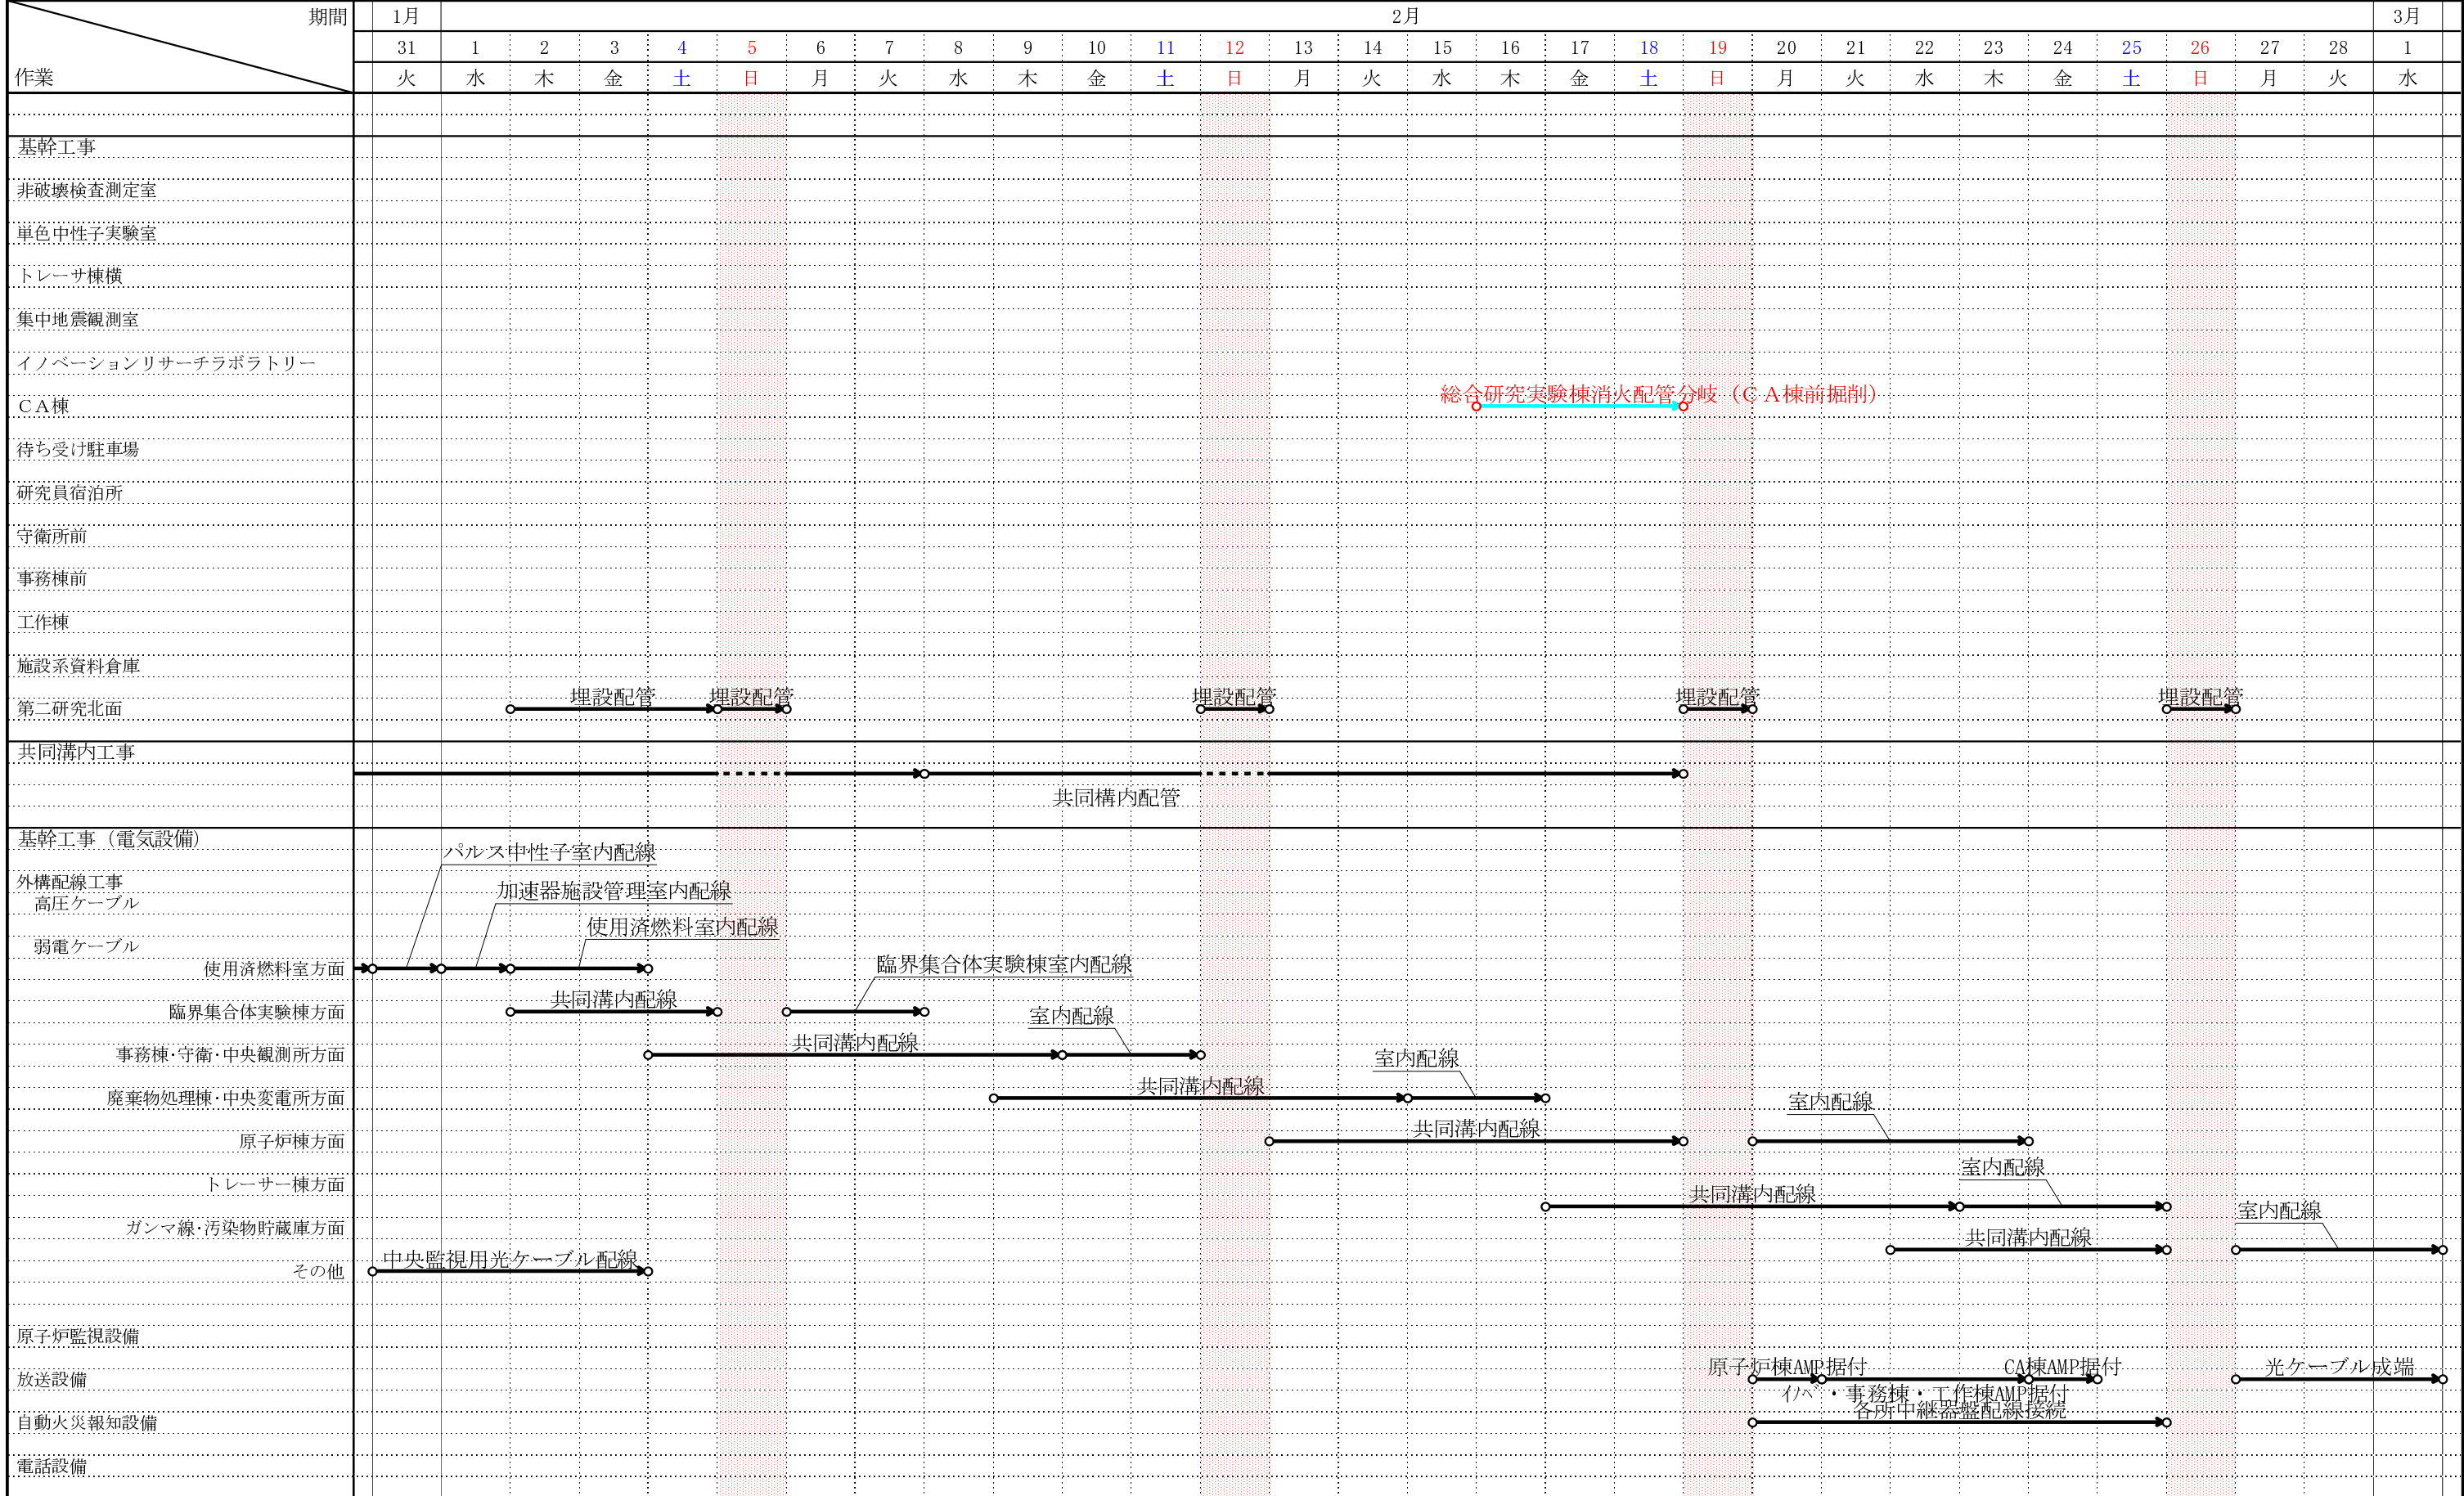 期間
作業
1月 2月 3月
31 1 2 3 4 5 6 7 8 9 10 11 12 13 14 15 16 17 18 19 20 21 22 23 24 25 26 27 28 1
火 水 木 金 土 日 月 火 水 木 金 土 日 月 火 水 木 金 土 日 月 火 水 木 金 土 日 月 火 水
基幹工事
非破壊検査測定室
単色中性子実験室
トレーサ棟横
集中地震観測室
イノベーションリサーチラボラトリー
総合研究実験棟消火配管分岐（ＣＡ棟前掘削）
ＣＡ棟
待ち受け駐車場
研究員宿泊所
守衛所前
事務棟前
工作棟
施設系資料倉庫
埋設配管 埋設配管 埋設配管 埋設配管 埋設配管
第二研究北面
共同溝内工事
共同構内配管
基幹工事（電気設備）
パルス中性子室内配線
外構配線工事
加速器施設管理室内配線
高圧ケーブル
使用済燃料室内配線
弱電ケーブル
使用済燃料室方面
臨界集合体実験棟室内配線
共同溝内配線
臨界集合体実験棟方面
室内配線
共同溝内配線
事務棟・守衛・中央観測所方面
室内配線
共同溝内配線
廃棄物処理棟・中央変電所方面
室内配線
共同溝内配線
原子炉棟方面
室内配線
トレーサー棟方面
共同溝内配線
室内配線
ガンマ線・汚染物貯蔵庫方面
共同溝内配線
中央監視用光ケーブル配線
その他
原子炉監視設備
原子炉棟AMP据付 CA棟AMP据付 光ケーブル成端
放送設備
ｲﾉﾍﾞ・事務棟・工作棟AMP据付
各所中継器盤配線接続
自動火災報知設備
電話設備